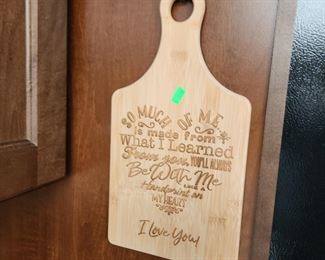 SO MUCH OF ME
is made from
What I Learned
From you, YOU'LL ALWAYS
Be With Me
LIKE A
Handprint on
MY HEART
I Love You!